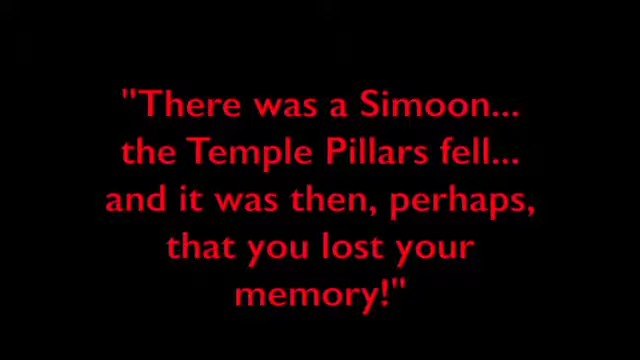 "There was a Simoon...
the Temple Pillars fell...
and it was then, perhaps,
that you lost your
memory!"